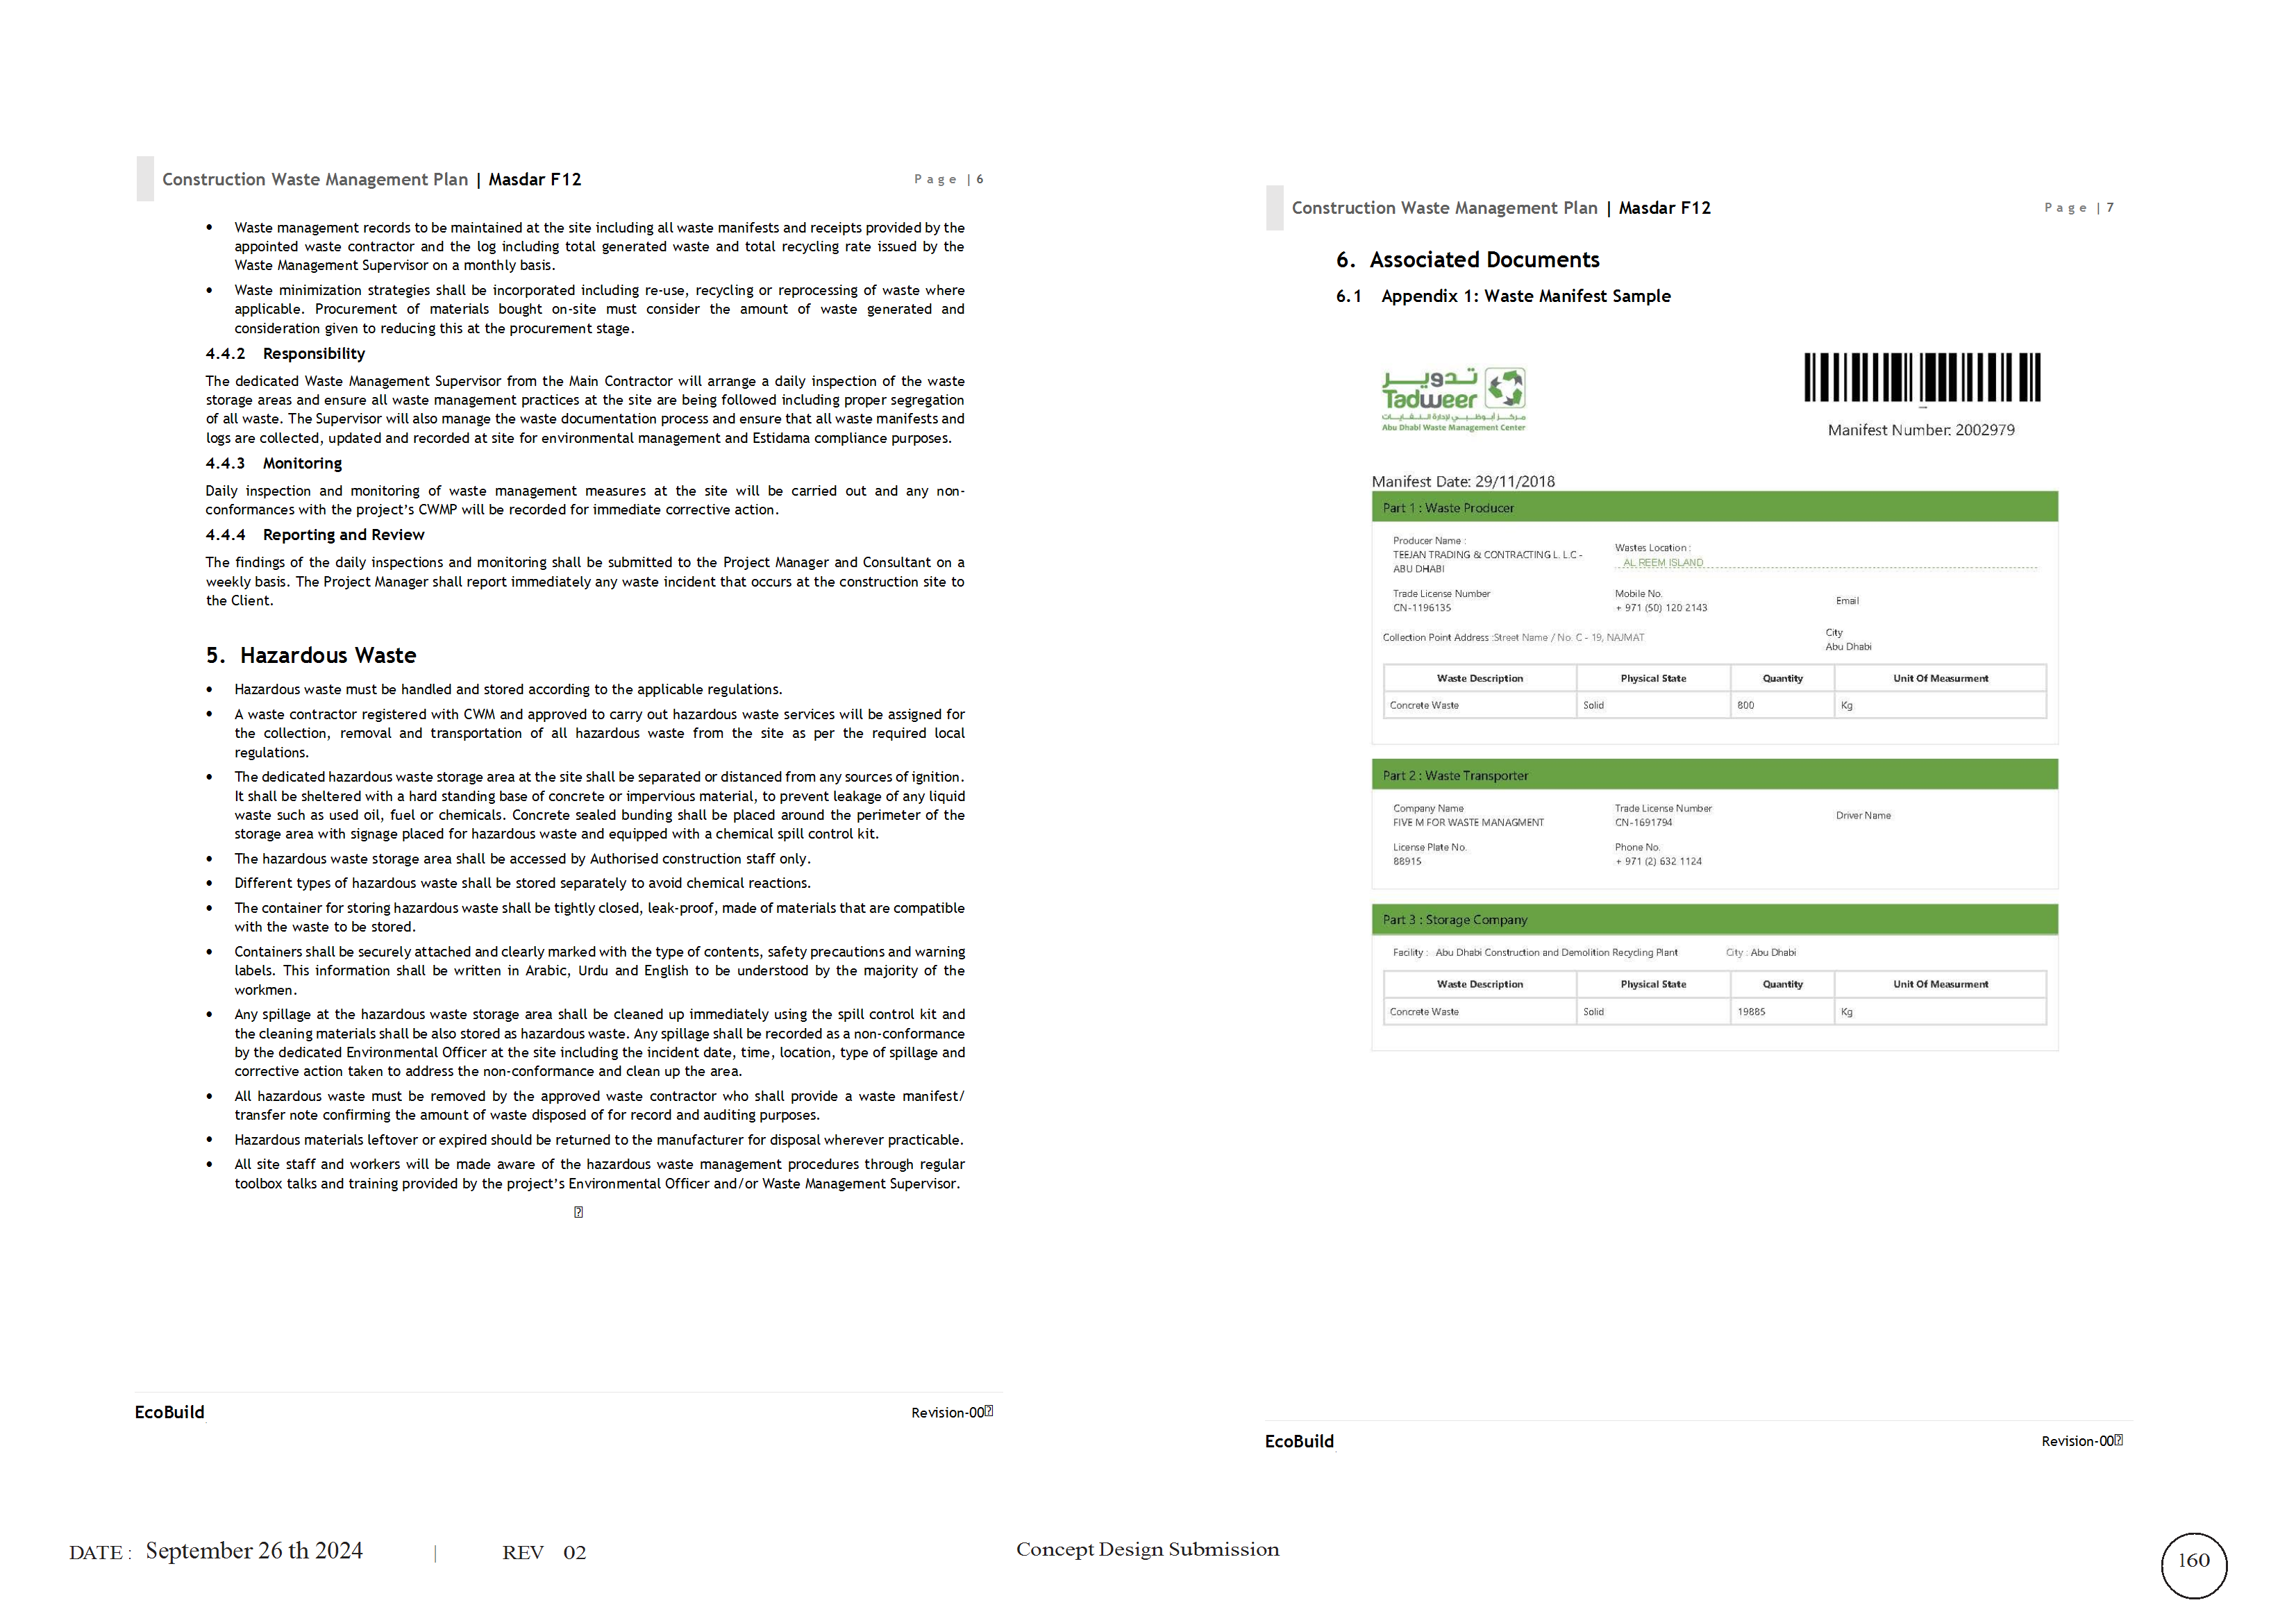 Construction Waste Management Plan | Masdar F12
Page | 6
• Waste management records to be maintained at the site including all waste manifests and receipts provided by the
appointed waste contractor and the log including total generated waste and total recycling rate issued by the
Waste Management Supervisor on a monthly basis.
• Waste minimization strategies shall be incorporated including re-use, recycling or reprocessing of waste where
applicable. Procurement of materials bought on-site must consider the amount of waste generated and
consideration given to reducing this at the procurement stage.
4.4.2 Responsibility
The dedicated Waste Management Supervisor from the Main Contractor will arrange a daily inspection of the waste
storage areas and ensure all waste management practices at the site are being followed including proper segregation
of all waste. The Supervisor will also manage the waste documentation process and ensure that all waste manifests and
logs are collected, updated and recorded at site for environmental management and Estidama compliance purposes.
4.4.3 Monitoring
Daily inspection and monitoring of waste management measures at the site will be carried out and any non-
conformances with the project's CWMP will be recorded for immediate corrective action.
4.4.4 Reporting and Review
The findings of the daily inspections and monitoring shall be submitted to the Project Manager and Consultant on a
weekly basis. The Project Manager shall report immediately any waste incident that occurs at the construction site to
the Client.
5. Hazardous Waste
• Hazardous waste must be handled and stored according to the applicable regulations.
• A waste contractor registered with CWM and approved to carry out hazardous waste services will be assigned for
the collection, removal and transportation of all hazardous waste from the site as per the required local
regulations.
• The dedicated hazardous waste storage area at the site shall be separated or distanced from any sources of ignition.
It shall be sheltered with a hard standing base of concrete or impervious material, to prevent leakage of any liquid
waste such as used oil, fuel or chemicals. Concrete sealed bunding shall be placed around the perimeter of the
storage area with signage placed for hazardous waste and equipped with a chemical spill control kit.
• The hazardous waste storage area shall be accessed by Authorised construction staff only.
• Different types of hazardous waste shall be stored separately to avoid chemical reactions.
• The container for storing hazardous waste shall be tightly closed, leak-proof, made of materials that are compatible
with the waste to be stored.
• Containers shall be securely attached and clearly marked with the type of contents, safety precautions and warning
labels. This information shall be written in Arabic, Urdu and English to be understood by the majority of the
workmen.
• Any spillage at the hazardous waste storage area shall be cleaned up immediately using the spill control kit and
the cleaning materials shall be also stored as hazardous waste. Any spillage shall be recorded as a non-conformance
by the dedicated Environmental Officer at the site including the incident date, time, location, type of spillage and
corrective action taken to address the non-conformance and clean up the area.
• All hazardous waste must be removed by the approved waste contractor who shall provide a waste manifest/
transfer note confirming the amount of waste disposed of for record and auditing purposes.
• Hazardous materials leftover or expired should be returned to the manufacturer for disposal wherever practicable.
• All site staff and workers will be made aware of the hazardous waste management procedures through regular
toolbox talks and training provided by the project's Environmental Officer and/or Waste Management Supervisor.
EcoBuild
Revision-00
Construction Waste Management Plan | Masdar F12
Page | 7
6. Associated Documents
6.1 Appendix 1: Waste Manifest Sample
تدويـر
Tadweer
مركز أبوظبي لإدارة النفايات
Abu Dhabi Waste Management Center
Manifest Number: 2002979
Manifest Date: 29/11/2018
Part 1 : Waste Producer
Producer Name :
TEEJAN TRADING & CONTRACTING L. L.C -
ABU DHABI
Wastes Location :
AL REEM ISLAND
Trade License Number
CN-1196135
Mobile No.
+ 971 (50) 120 2143
Email
Collection Point Address :Street Name / No. C - 19, NAJMAT
City
Abu Dhabi
Waste Description Physical State Quantity Unit Of Measurment
Concrete Waste Solid 800 Kg
Part 2 : Waste Transporter
Company Name
FIVE M FOR WASTE MANAGMENT
Trade License Number
CN-1691794
Driver Name
License Plate No.
88915
Phone No.
+ 971 (2) 632 1124
Part 3 : Storage Company
Facility : Abu Dhabi Construction and Demolition Recycling Plant City : Abu Dhabi
Waste Description Physical State Quantity Unit Of Measurment
Concrete Waste Solid 19885 Kg
EcoBuild
Revision-00
DATE : September 26 th 2024 | REV 02
Concept Design Submission
160